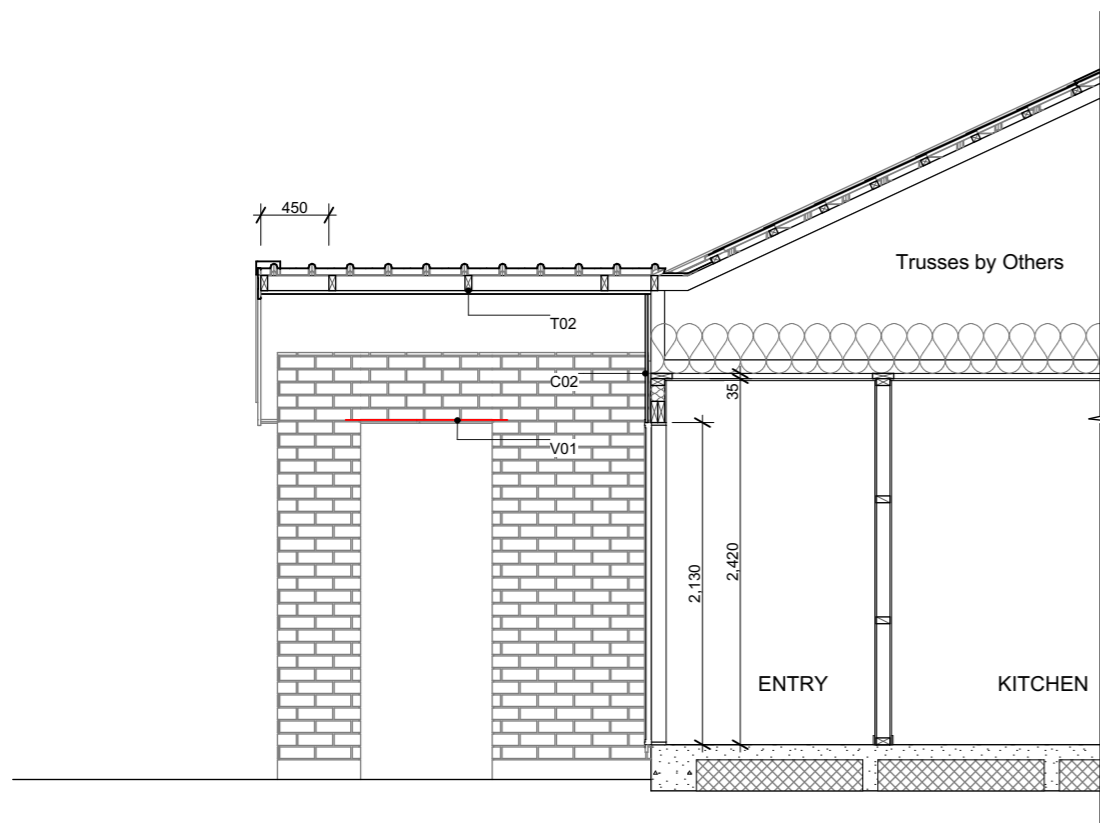 450
Trusses by Others
T02
C02
35
V01
2,130
2,420
ENTRY
KITCHEN